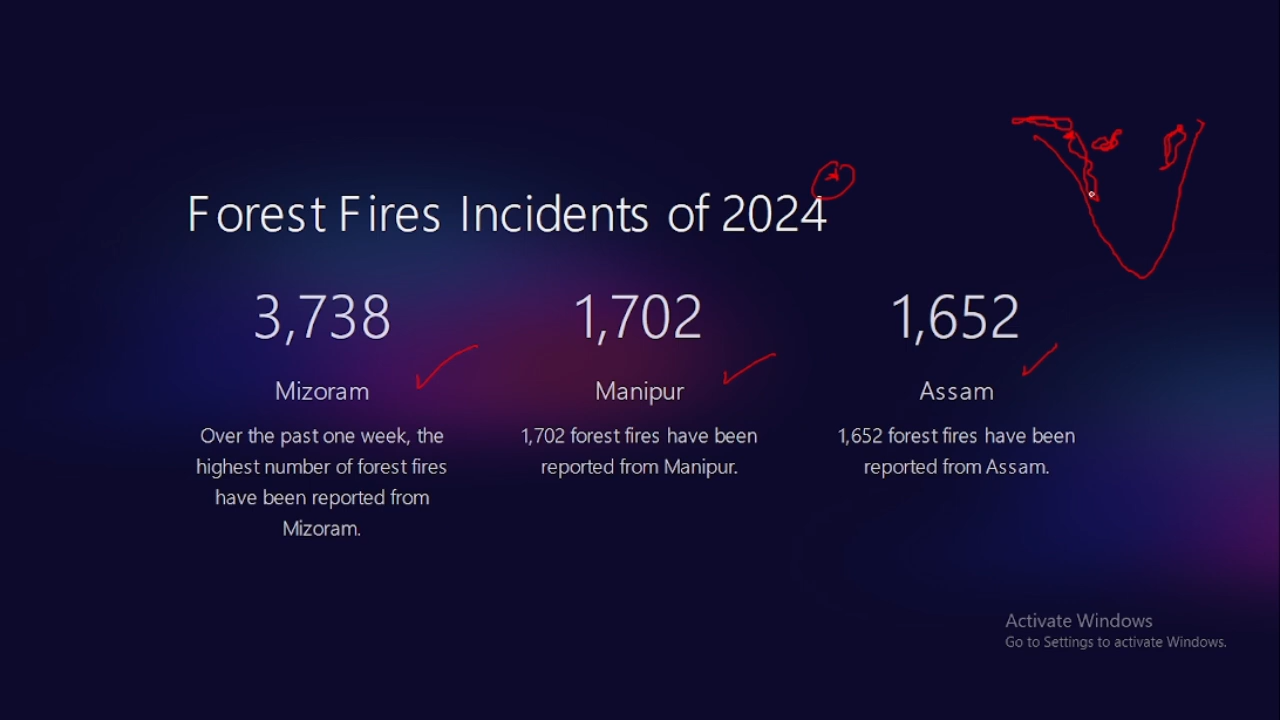 Forest Fires Incidents of 2024
3,738
1,702
1,652
Mizoram
Manipur
Assam
Over the past one week, the
highest number of forest fires
have been reported from
Mizoram.
1,702 forest fires have been
reported from Manipur.
1,652 forest fires have been
reported from Assam.
Activate Windows
Go to Settings to activate Windows.